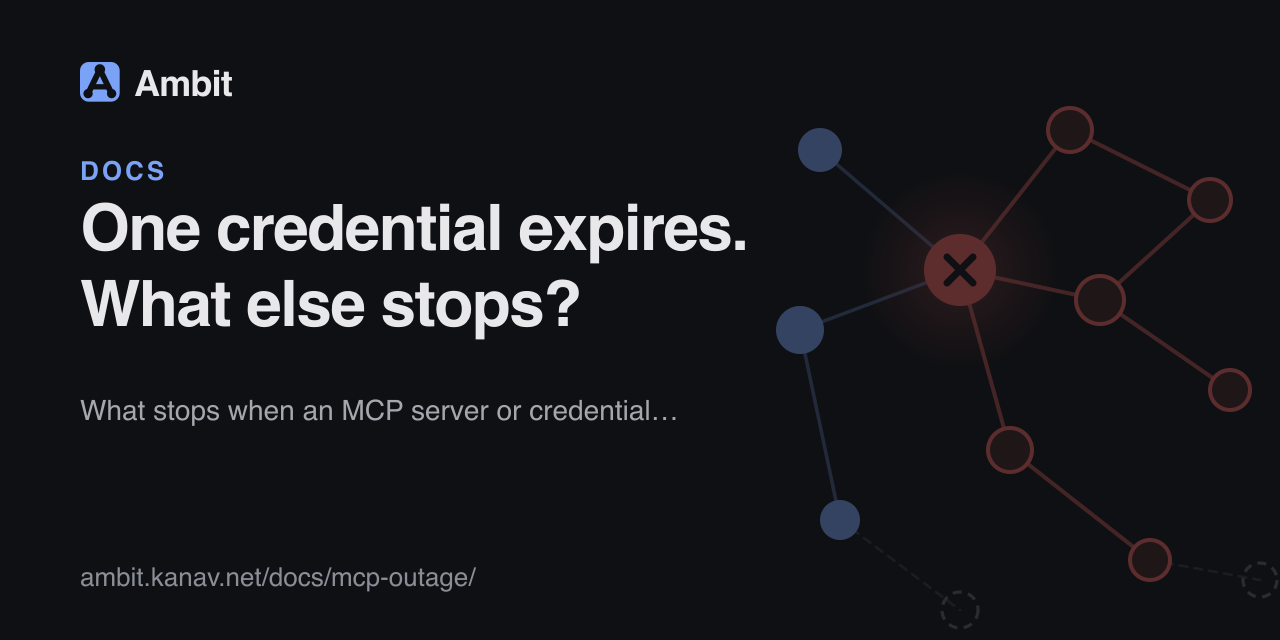 Ambit
DOCS
One credential expires.
What else stops?
What stops when an MCP server or credential…
ambit.kanav.net/docs/mcp-outage/